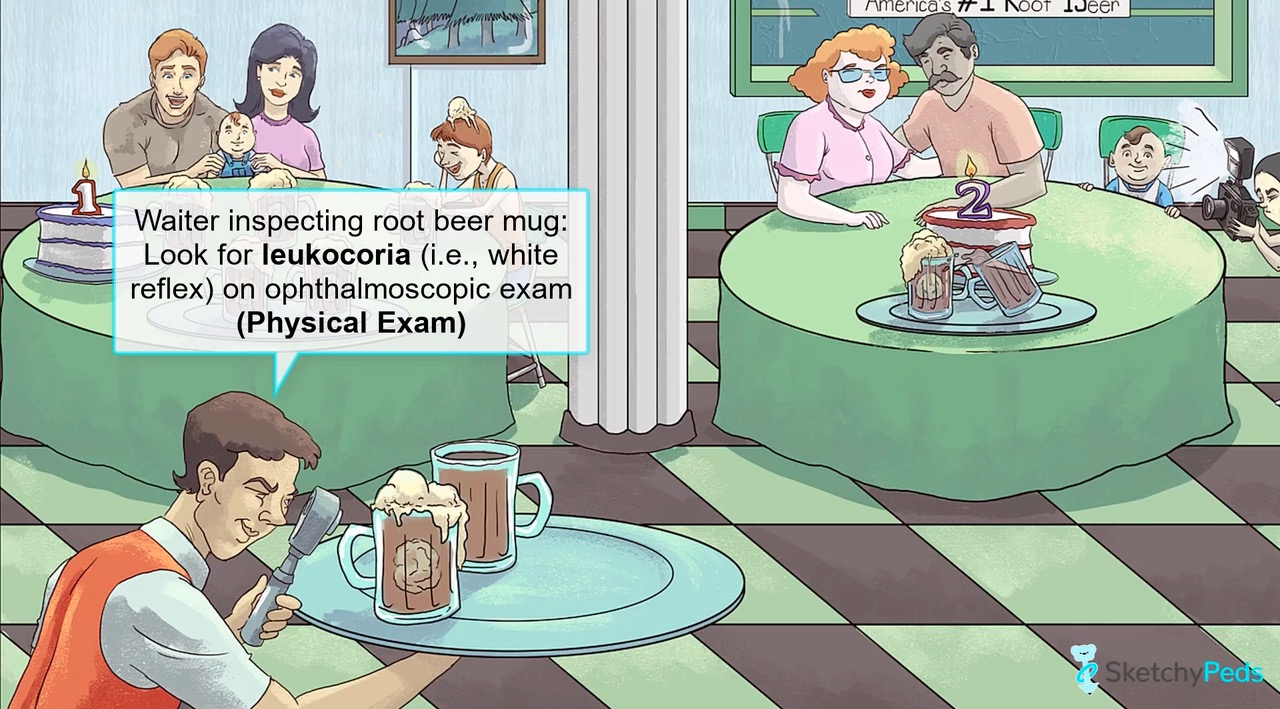 America's #1 Root Beer
1
2
Waiter inspecting root beer mug:
Look for leukocoria (i.e., white
reflex) on ophthalmoscopic exam
(Physical Exam)
SketchyPeds